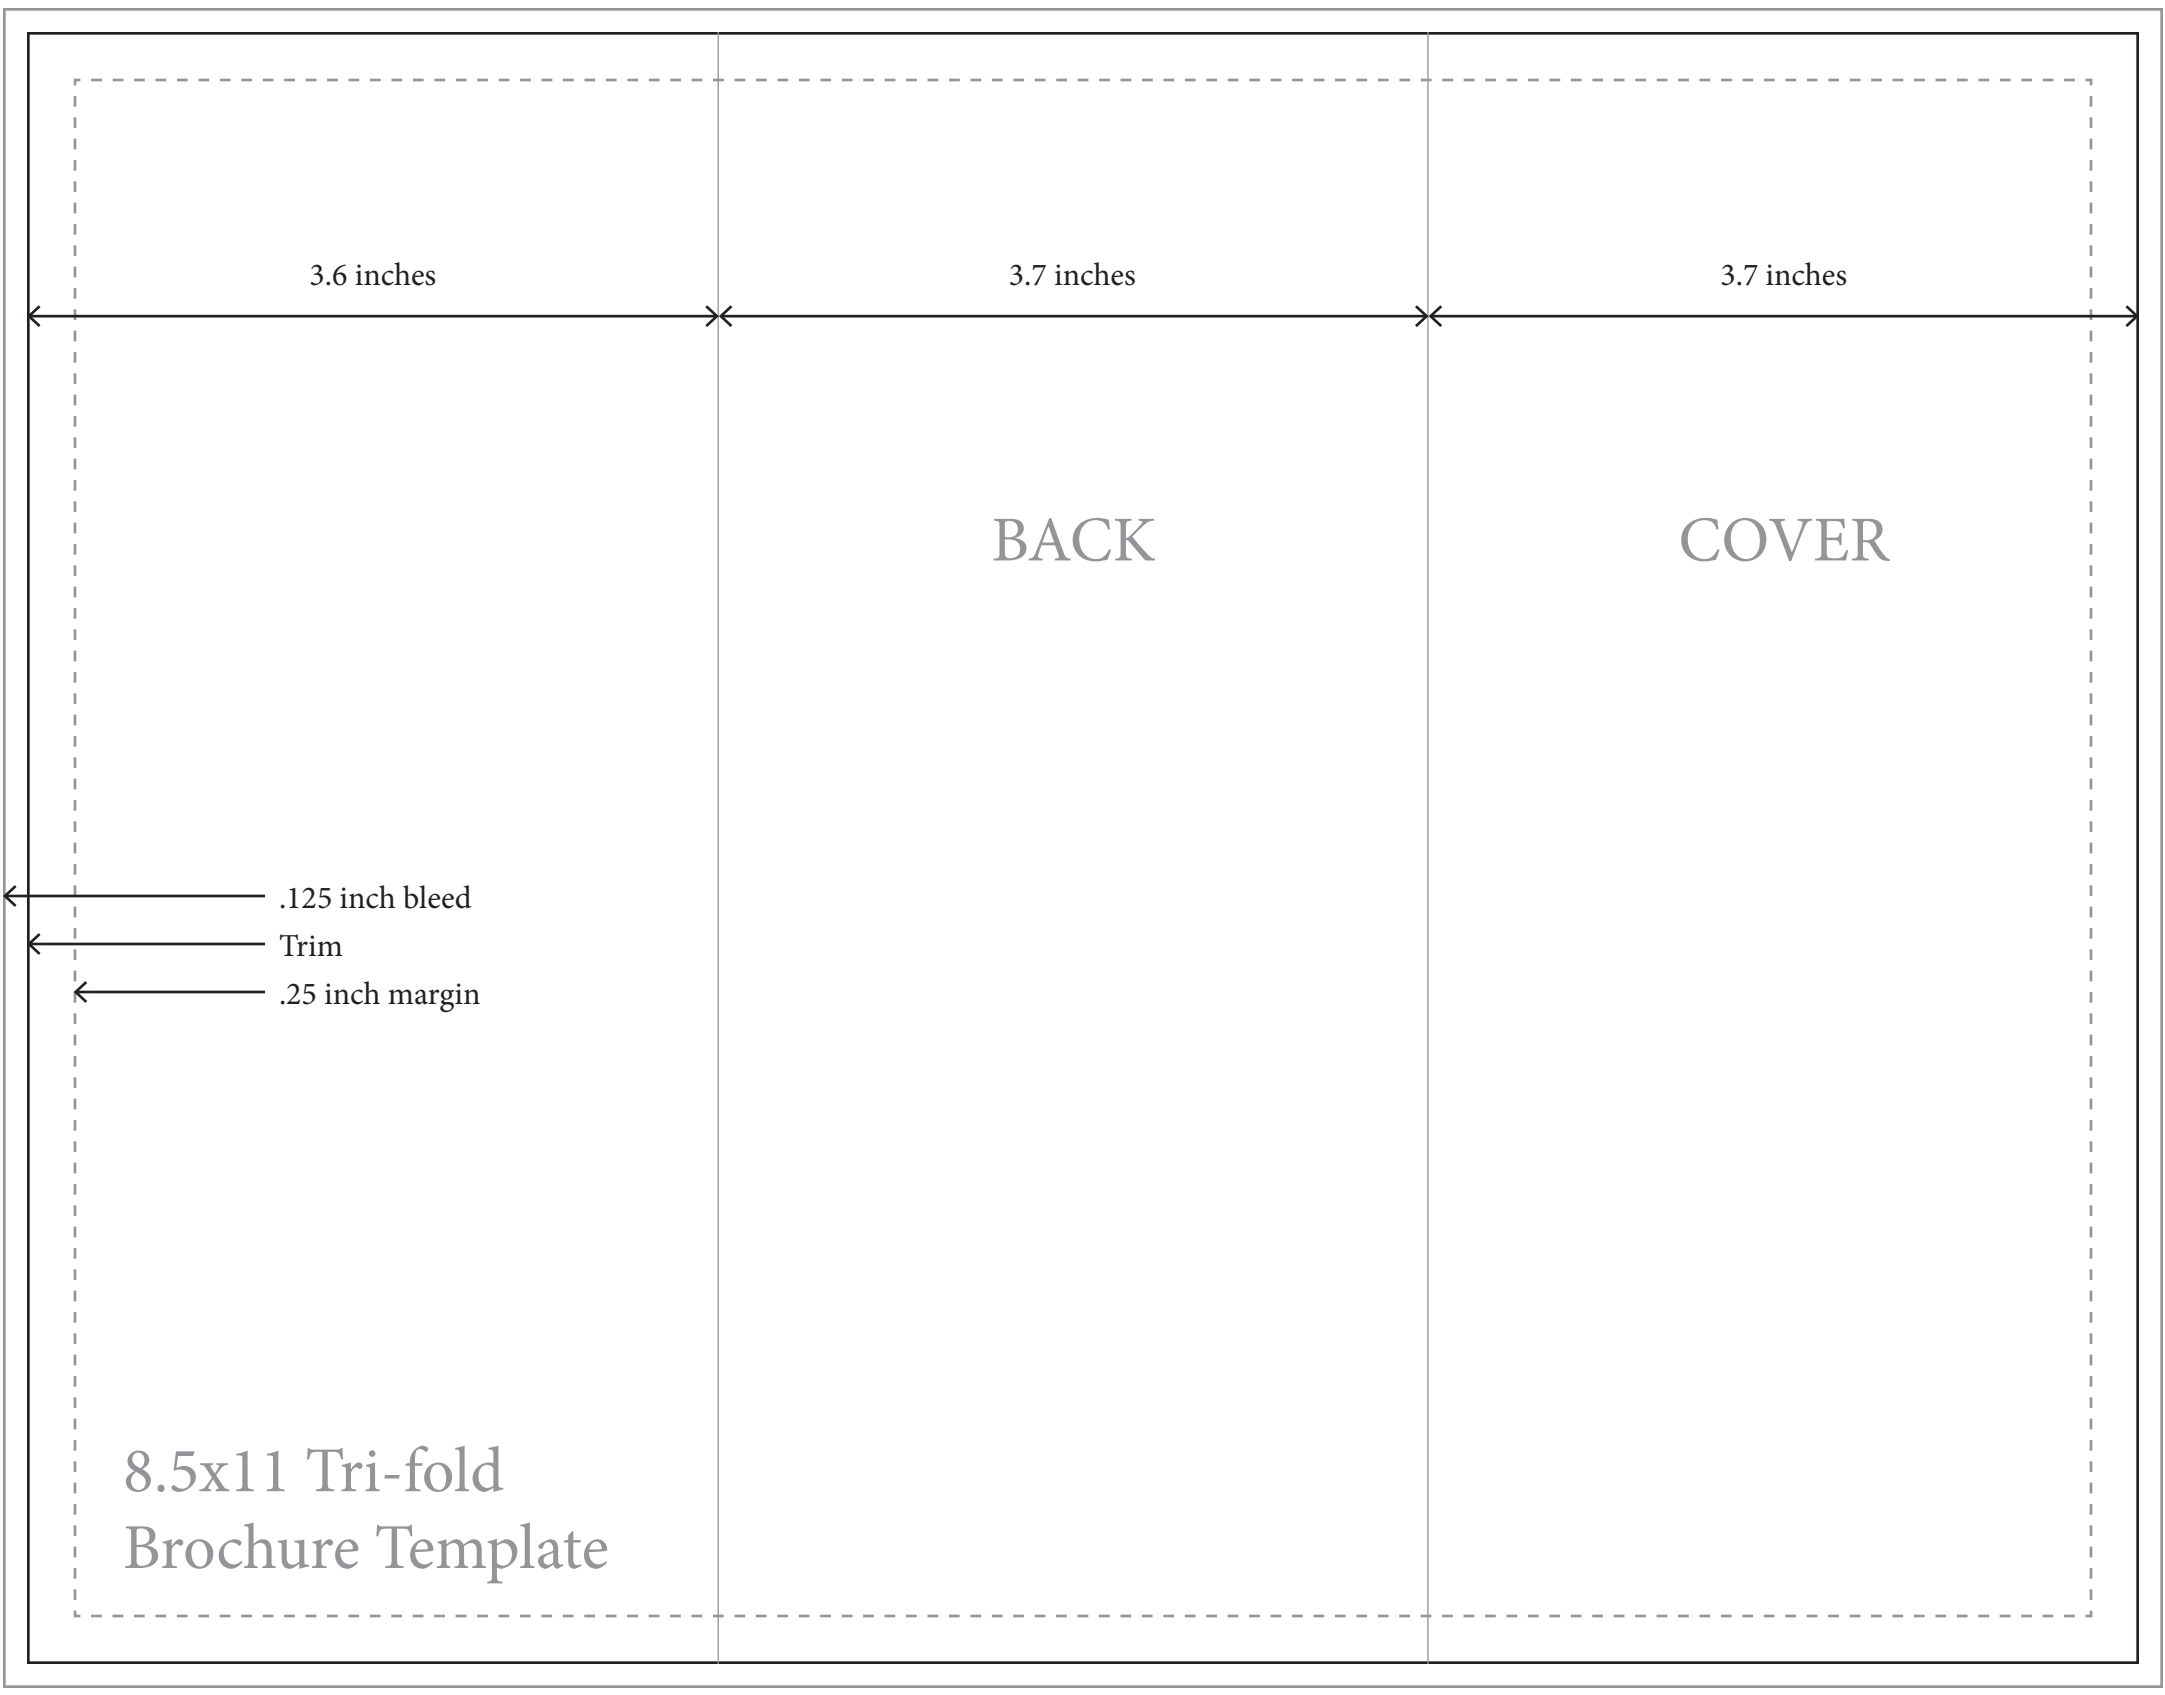 3.6 inches
3.7 inches
3.7 inches
BACK
COVER
.125 inch bleed
Trim
.25 inch margin
8.5x11 Tri-fold
Brochure Template